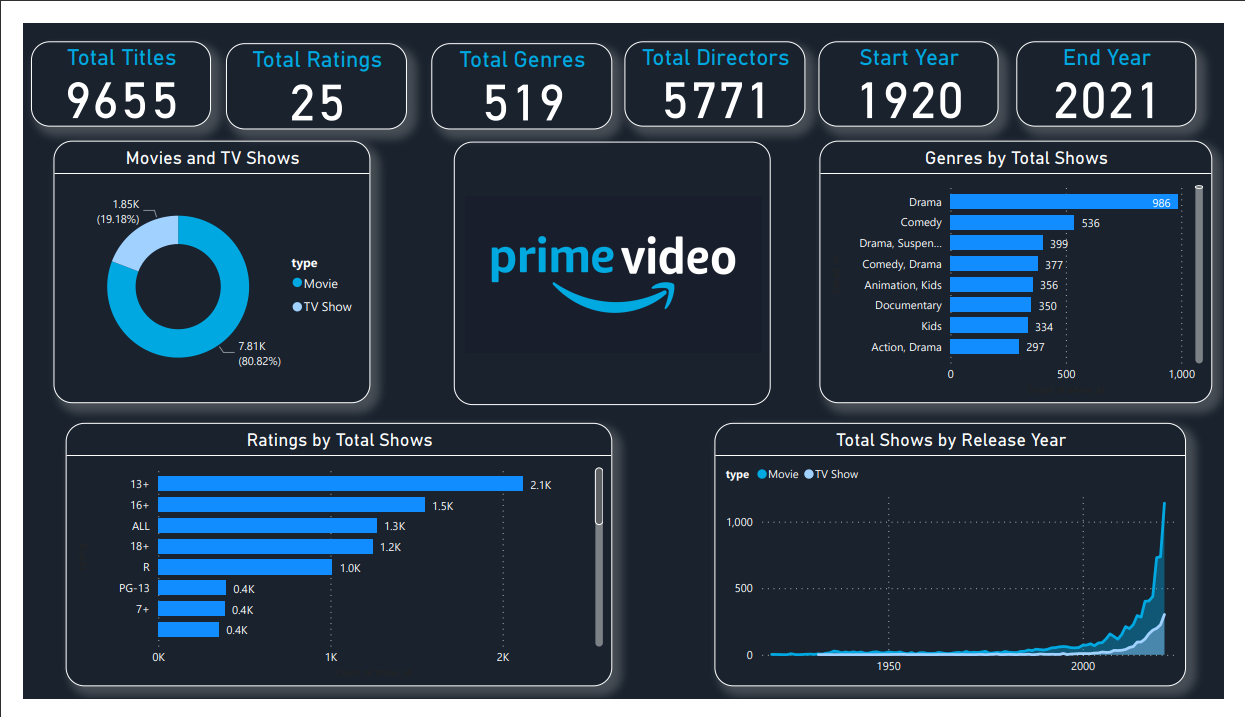 Total Titles
9655
Total Ratings
25
Total Genres
519
Total Directors
5771
Start Year
1920
End Year
2021
Movies and TV Shows
1.85K
(19.18%)
7.81K
(80.82%)
type
Movie
TV Show
prime video
Genres by Total Shows
Drama 986
Comedy 536
Drama, Suspen... 399
Comedy, Drama 377
Animation, Kids 356
Documentary 350
Kids 334
Action, Drama 297
0 500 1,000
Ratings by Total Shows
13+ 2.1K
16+ 1.5K
ALL 1.3K
18+ 1.2K
R 1.0K
PG-13 0.4K
7+ 0.4K
0.4K
0K 1K 2K
Total Shows by Release Year
type Movie TV Show
1,000
500
0
1950 2000